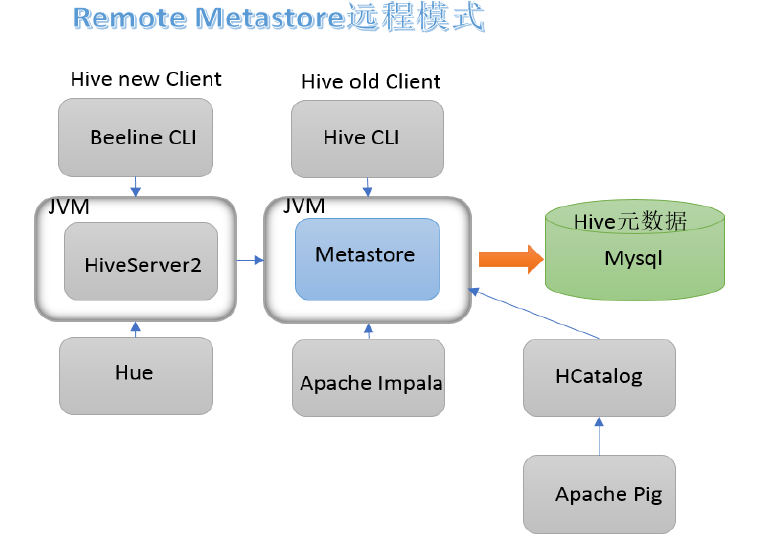 Remote Metastore远程模式
Hive new Client
Hive old Client
Beeline CLI
Hive CLI
JVM
JVM
HiveServer2
Metastore
Hive元数据
Mysql
Hue
Apache Impala
HCatalog
Apache Pig